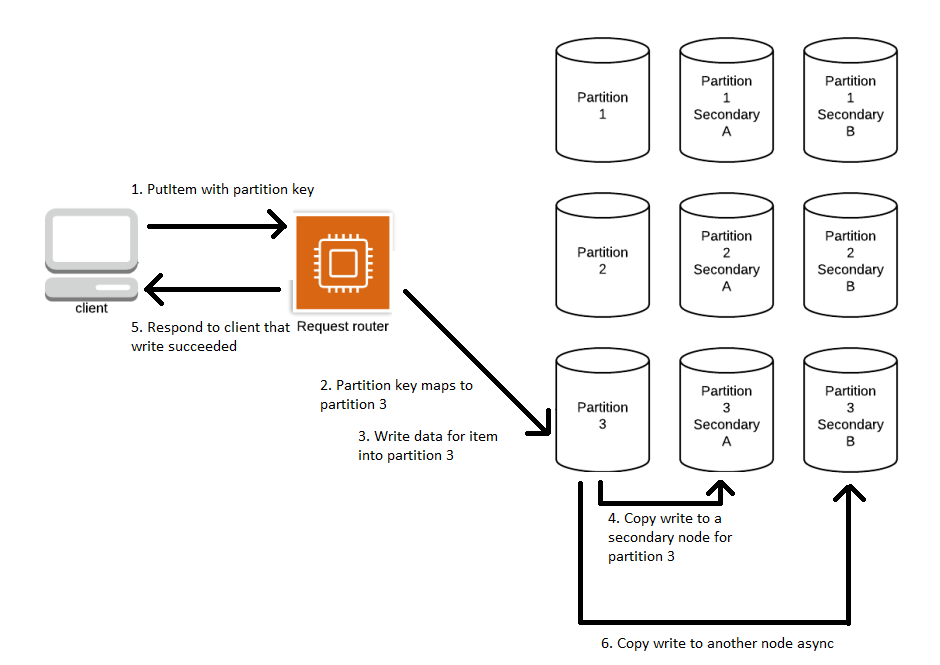 Partition
1
Partition
1
Secondary
A
Partition
1
Secondary
B
1. PutItem with partition key
client
5. Respond to client that
write succeeded
Request router
Partition
2
Partition
2
Secondary
A
Partition
2
Secondary
B
2. Partition key maps to
partition 3
3. Write data for item
into partition 3
Partition
3
Partition
3
Secondary
A
Partition
3
Secondary
B
4. Copy write to a
secondary node for
partition 3
6. Copy write to another node async